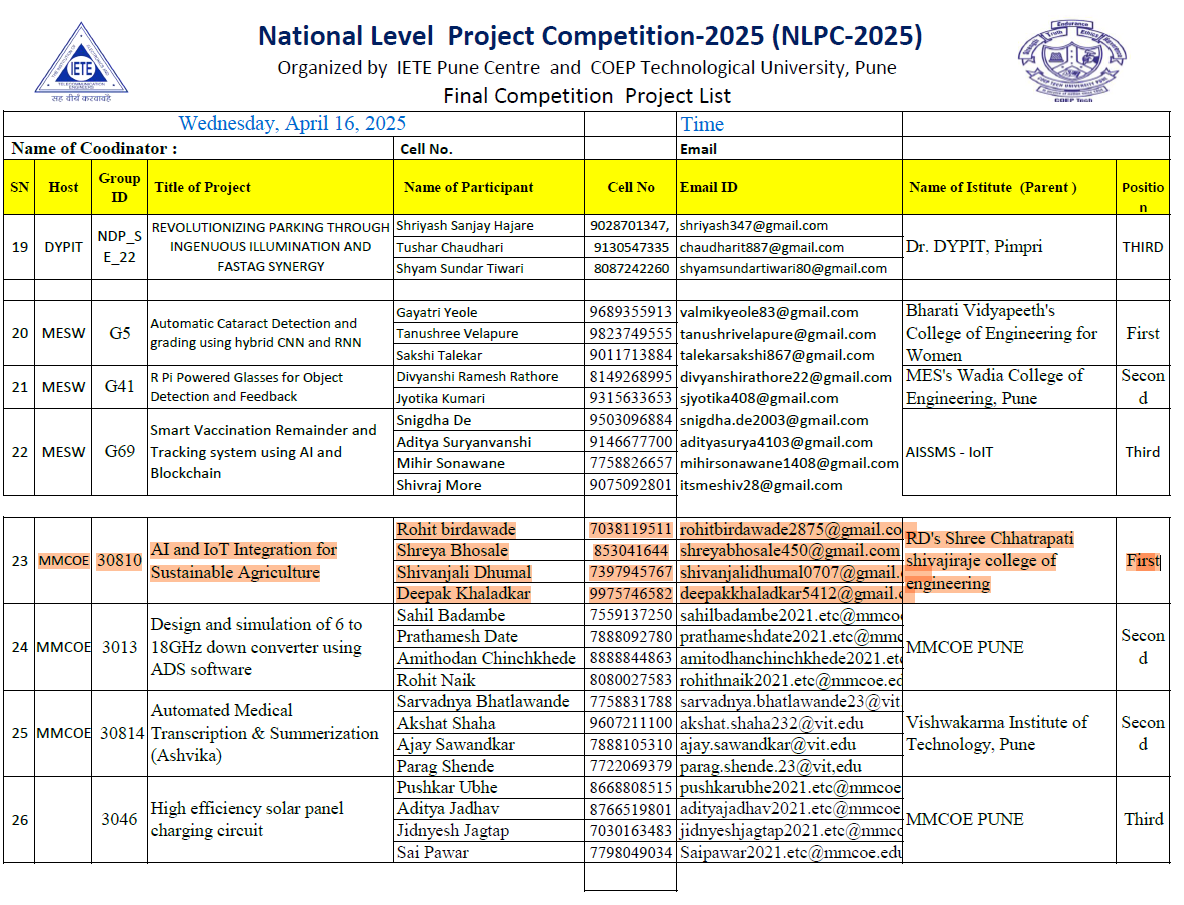 National Level Project Competition-2025 (NLPC-2025)
Organized by IETE Pune Centre and COEP Technological University, Pune
Final Competition Project List
IETE
सह वीर्यं करवावहै
COEP Tech
Wednesday, April 16, 2025 Time
Name of Coodinator : Cell No. Email
SN Host Group ID Title of Project Name of Participant Cell No Email ID Name of Istitute (Parent ) Position
19 DYPIT NDP_SE_22 REVOLUTIONIZING PARKING THROUGH INGENUOUS ILLUMINATION AND FASTAG SYNERGY
Shriyash Sanjay Hajare 9028701347, shriyash347@gmail.com
Tushar Chaudhari 9130547335 chaudharit887@gmail.com
Shyam Sundar Tiwari 8087242260 shyamsundartiwari80@gmail.com
Dr. DYPIT, Pimpri THIRD
20 MESW G5 Automatic Cataract Detection and grading using hybrid CNN and RNN
Gayatri Yeole 9689355913 valmikyeole83@gmail.com
Tanushree Velapure 9823749555 tanushrivelapure@gmail.com
Sakshi Talekar 9011713884 talekarsakshi867@gmail.com
Bharati Vidyapeeth's College of Engineering for Women First
21 MESW G41 R Pi Powered Glasses for Object Detection and Feedback
Divyanshi Ramesh Rathore 8149268995 divyanshirathore22@gmail.com
Jyotika Kumari 9315633653 sjyotika408@gmail.com
MES's Wadia College of Engineering, Pune Second
22 MESW G69 Smart Vaccination Remainder and Tracking system using AI and Blockchain
Snigdha De 9503096884 snigdha.de2003@gmail.com
Aditya Suryanvanshi 9146677700 adityasurya4103@gmail.com
Mihir Sonawane 7758826657 mihirsonawane1408@gmail.com
Shivraj More 9075092801 itsmeshiv28@gmail.com
AISSMS - IoIT Third
23 MMCOE 30810 AI and IoT Integration for Sustainable Agriculture
Rohit birdawade 7038119511 rohitbirdawade2875@gmail.co
Shreya Bhosale 853041644 shreyabhosale450@gmail.com
Shivanjali Dhumal 7397945767 shivanjalidhumal0707@gmail.
Deepak Khaladkar 9975746582 deepakkhaladkar5412@gmail.c
RD's Shree Chhatrapati shivajiraje college of engineering First
24 MMCOE 3013 Design and simulation of 6 to 18GHz down converter using ADS software
Sahil Badambe 7559137250 sahilbadambe2021.etc@mmcoe
Prathamesh Date 7888092780 prathameshdate2021.etc@mmc
Amithodan Chinchkhede 8888844863 amitodhanchinchkhede2021.et
Rohit Naik 8080027583 rohithnaik2021.etc@mmcoe.ed
MMCOE PUNE Second
25 MMCOE 30814 Automated Medical Transcription & Summerization (Ashvika)
Sarvadnya Bhatlawande 7758831788 sarvadnya.bhatlawande23@vit
Akshat Shaha 9607211100 akshat.shaha232@vit.edu
Ajay Sawandkar 7888105310 ajay.sawandkar@vit.edu
Parag Shende 7722069379 parag.shende.23@vit,edu
Vishwakarma Institute of Technology, Pune Second
26 3046 High efficiency solar panel charging circuit
Pushkar Ubhe 8668808515 pushkarubhe2021.etc@mmcoe
Aditya Jadhav 8766519801 adityajadhav2021.etc@mmcoe
Jidnyesh Jagtap 7030163483 jidnyeshjagtap2021.etc@mmc
Sai Pawar 7798049034 Saipawar2021.etc@mmcoe.edu
MMCOE PUNE Third